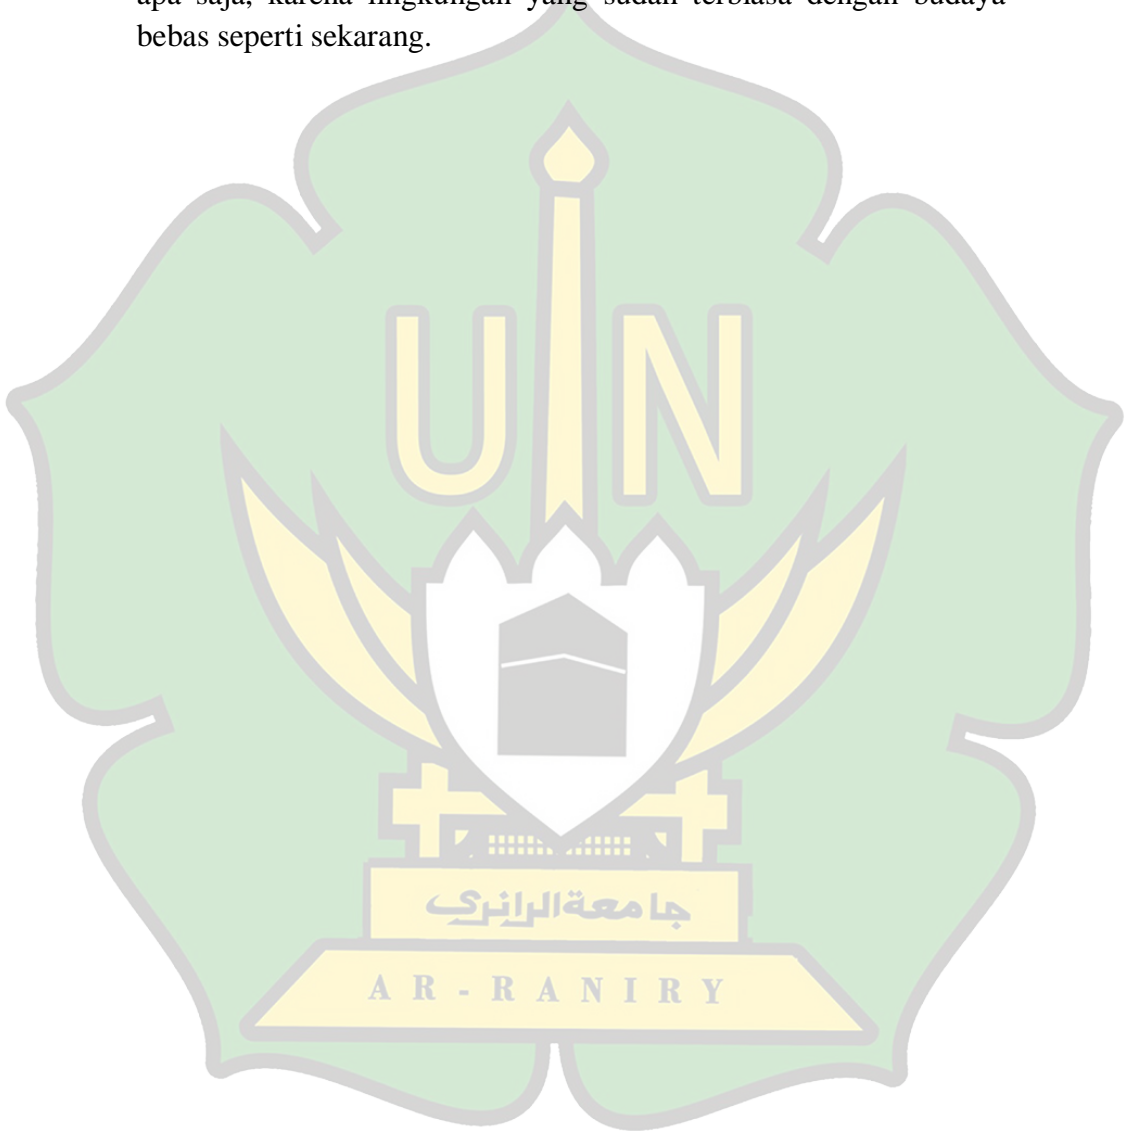 apa saja, karena lingkungan yang sudah terbiasa dengan budaya
bebas seperti sekarang.
UIN
جامعة الرانري
AR-RANIRY